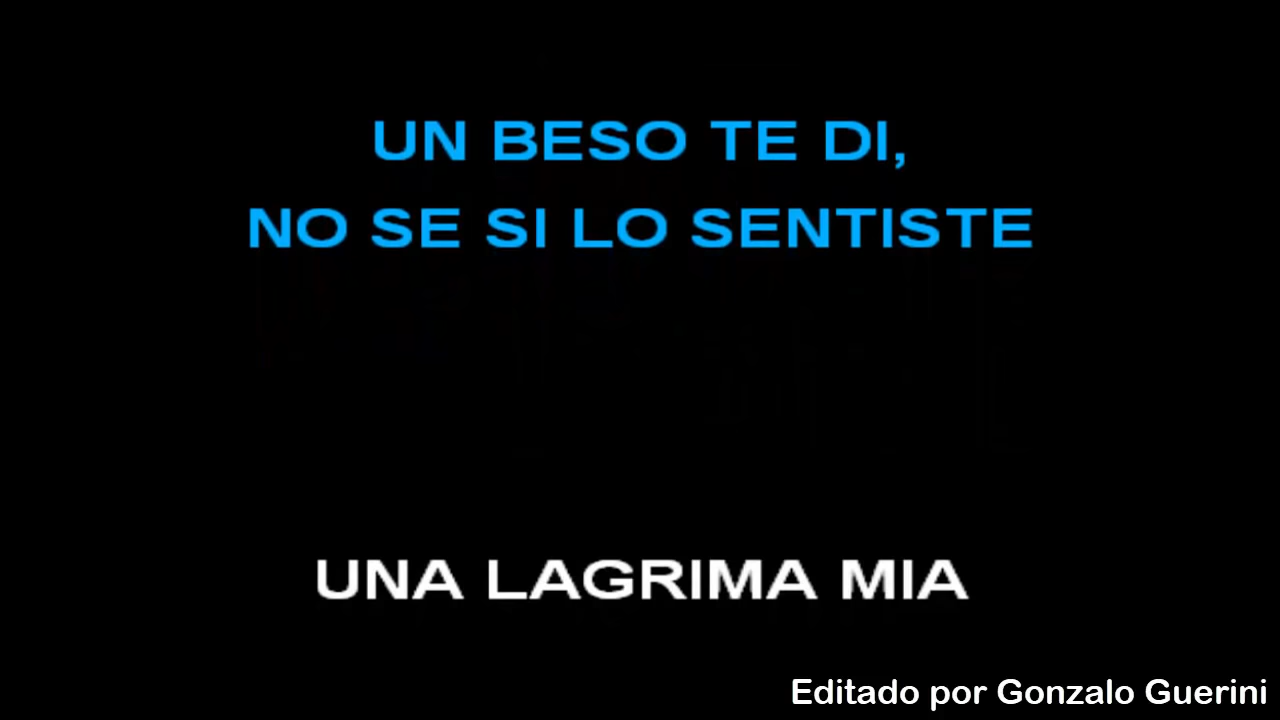 UN BESO TE DI,
NO SE SI LO SENTISTE
UNA LAGRIMA MIA
Editado por Gonzalo Guerini